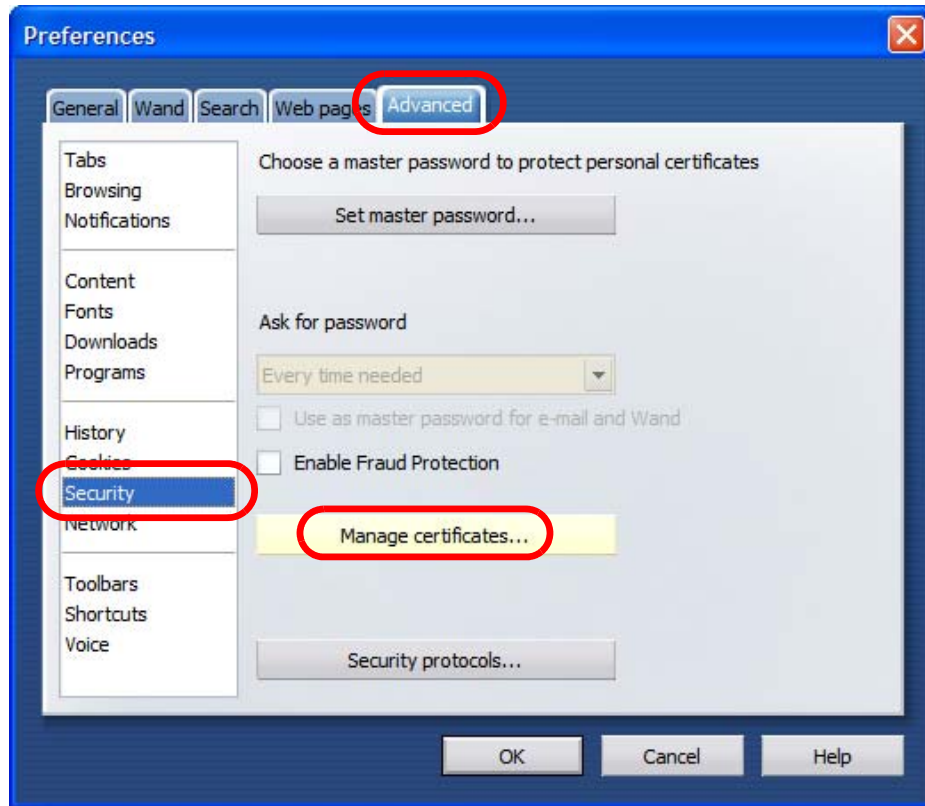 Preferences
General Wand Search Web pages Advanced
Tabs
Browsing
Notifications
Content
Fonts
Downloads
Programs
History
Cookies
Security
Network
Toolbars
Shortcuts
Voice
Choose a master password to protect personal certificates
Set master password...
Ask for password
Every time needed
Use as master password for e-mail and Wand
Enable Fraud Protection
Manage certificates...
Security protocols...
OK Cancel Help